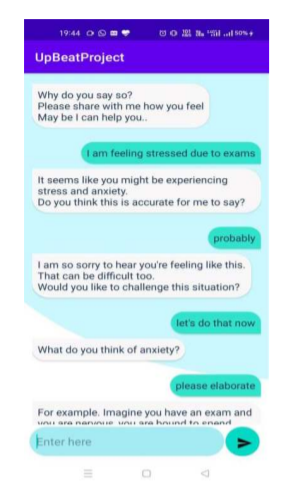 19:44
50%
UpBeatProject
Why do you say so?
Please share with me how you feel
May be I can help you..
I am feeling stressed due to exams
It seems like you might be experiencing
stress and anxiety.
Do you think this is accurate for me to say?
probably
I am so sorry to hear you're feeling like this.
That can be difficult too.
Would you like to challenge this situation?
let's do that now
What do you think of anxiety?
please elaborate
For example. Imagine you have an exam and
you are nervous, you are bound to spend
Enter here